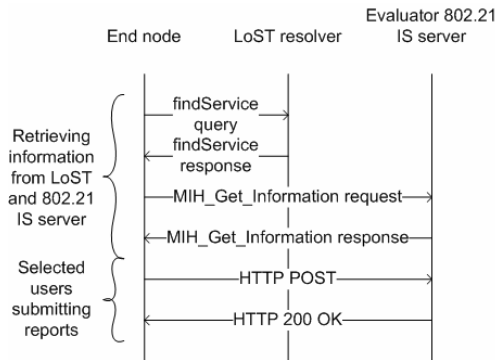 Evaluator 802.21
End node
LoST resolver
IS server
findService
query
findService
response
Retrieving
information
from LoST
and 802.21
IS server
MIH_Get_Information request
MIH_Get_Information response
Selected
users
submitting
reports
HTTP POST
HTTP 200 OK